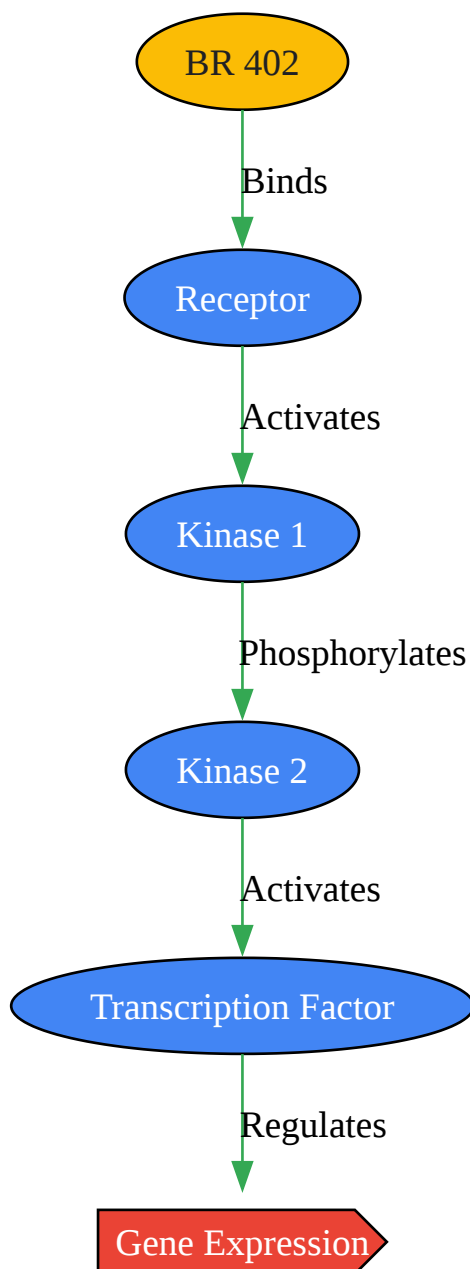 BR 402
Binds
Receptor
Activates
Kinase 1
Phosphorylates
Kinase 2
Activates
Transcription Factor
Regulates
Gene Expression